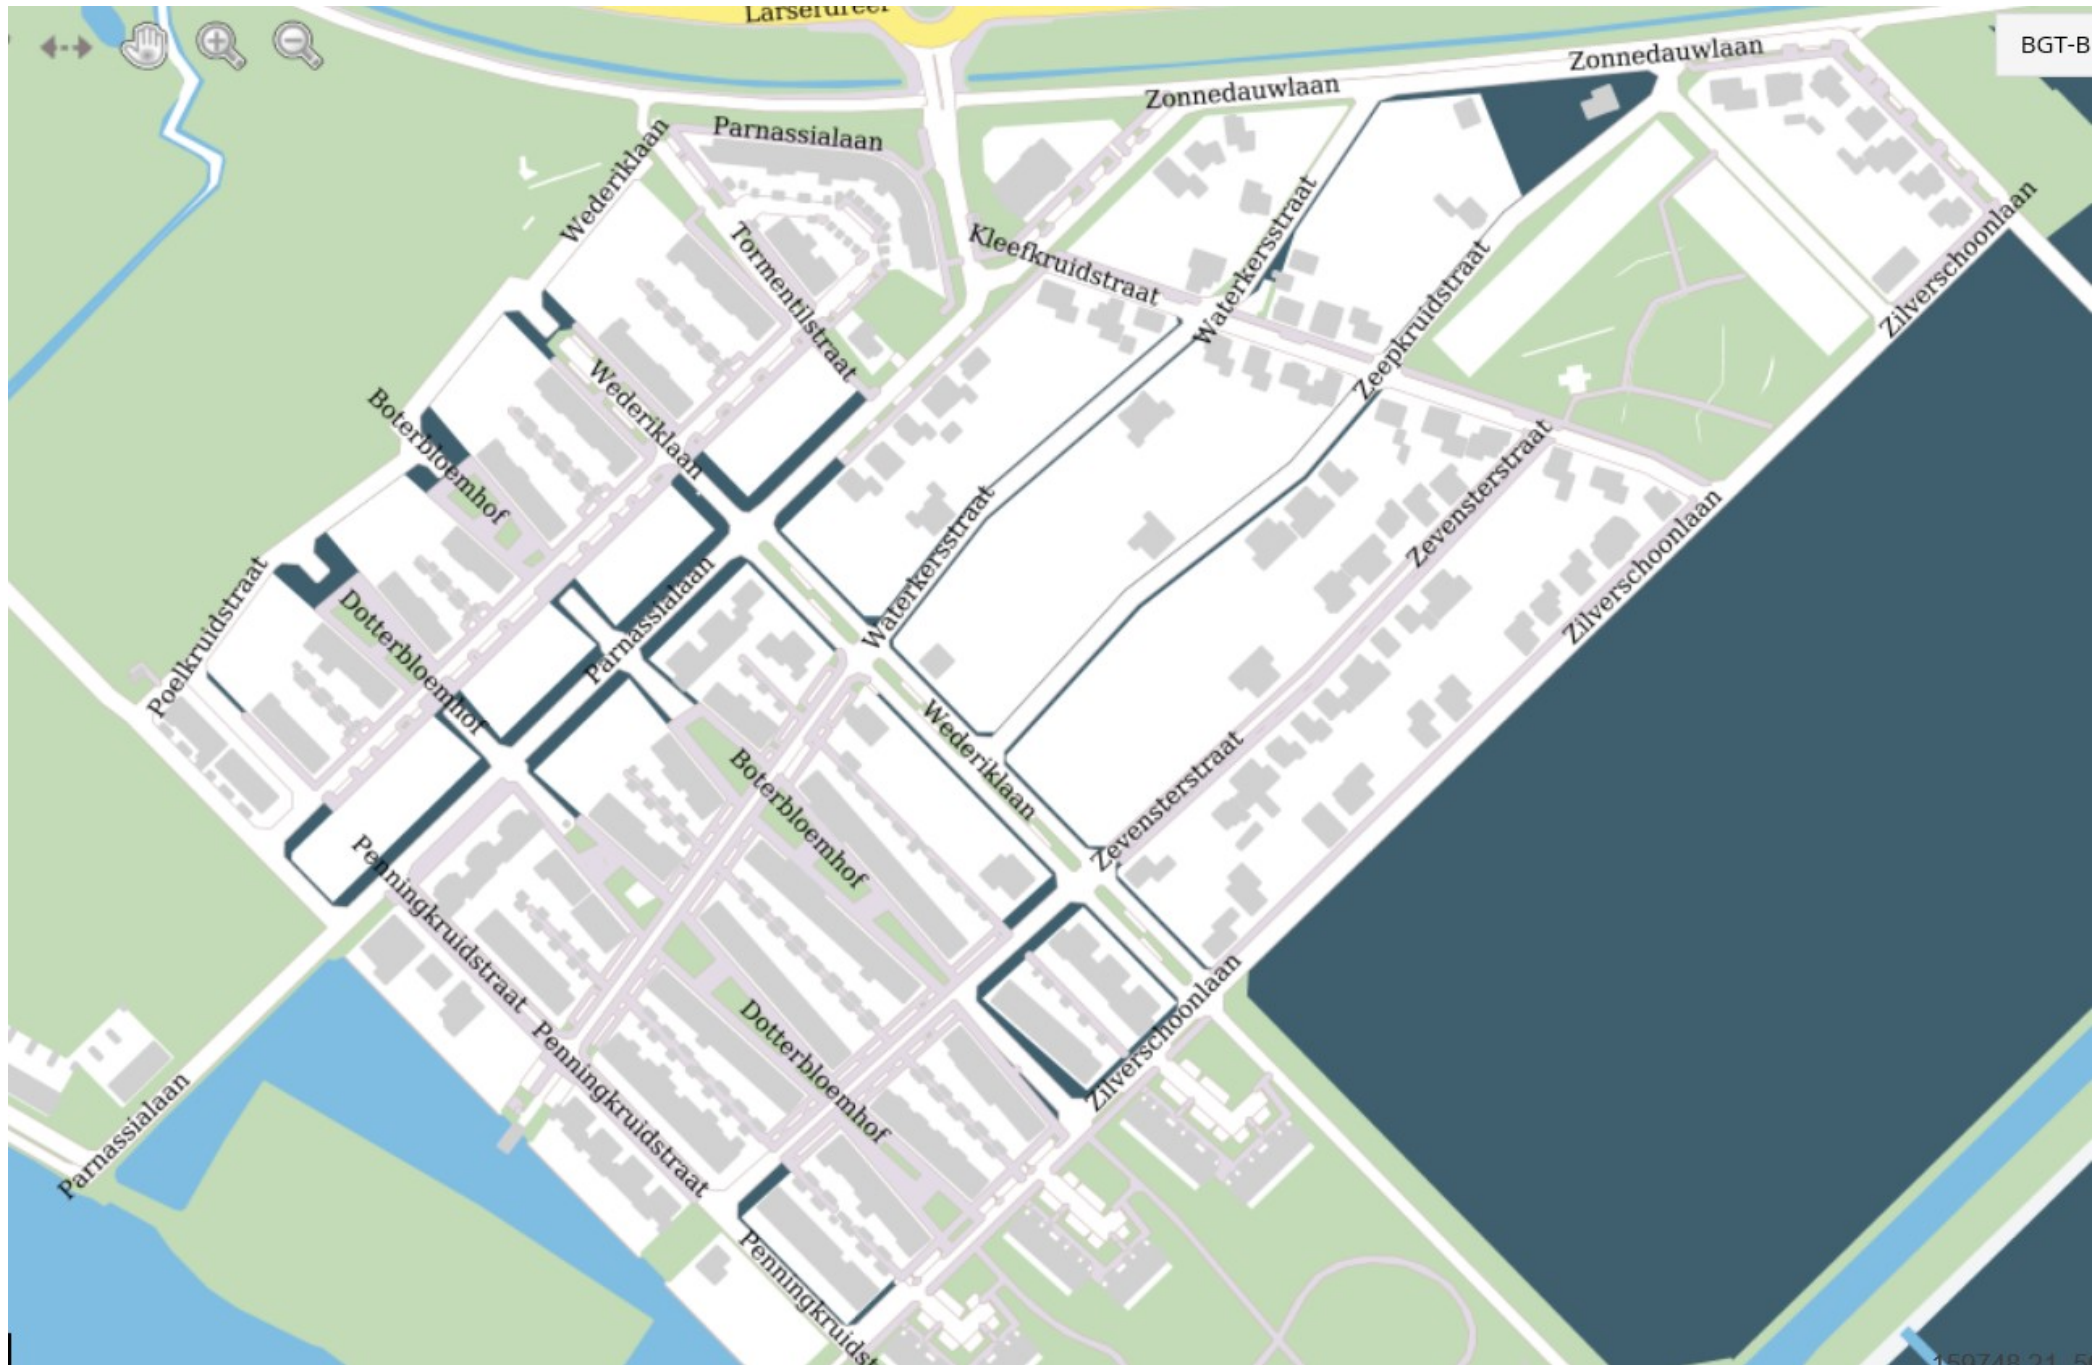 Larserdreef
BGT-B
Zonnedauwlaan
Zonnedauwlaan
Parnassialaan
Wederiklaan
Tormentilstraat
Kleefkruidstraat
Waterkersstraat
Zeepkruidstraat
Zilverschoonlaan
Wederiklaan
Boterbloemhof
Zevensterstraat
Waterkersstraat
Zilverschoonlaan
Poelkruidstraat
Parnassialaan
Dotterbloemhof
Wederiklaan
Zevensterstraat
Boterbloemhof
Penningkruidstraat
Zilverschoonlaan
Dotterbloemhof
Penningkruidstraat
Parnassialaan
Penningkruidst